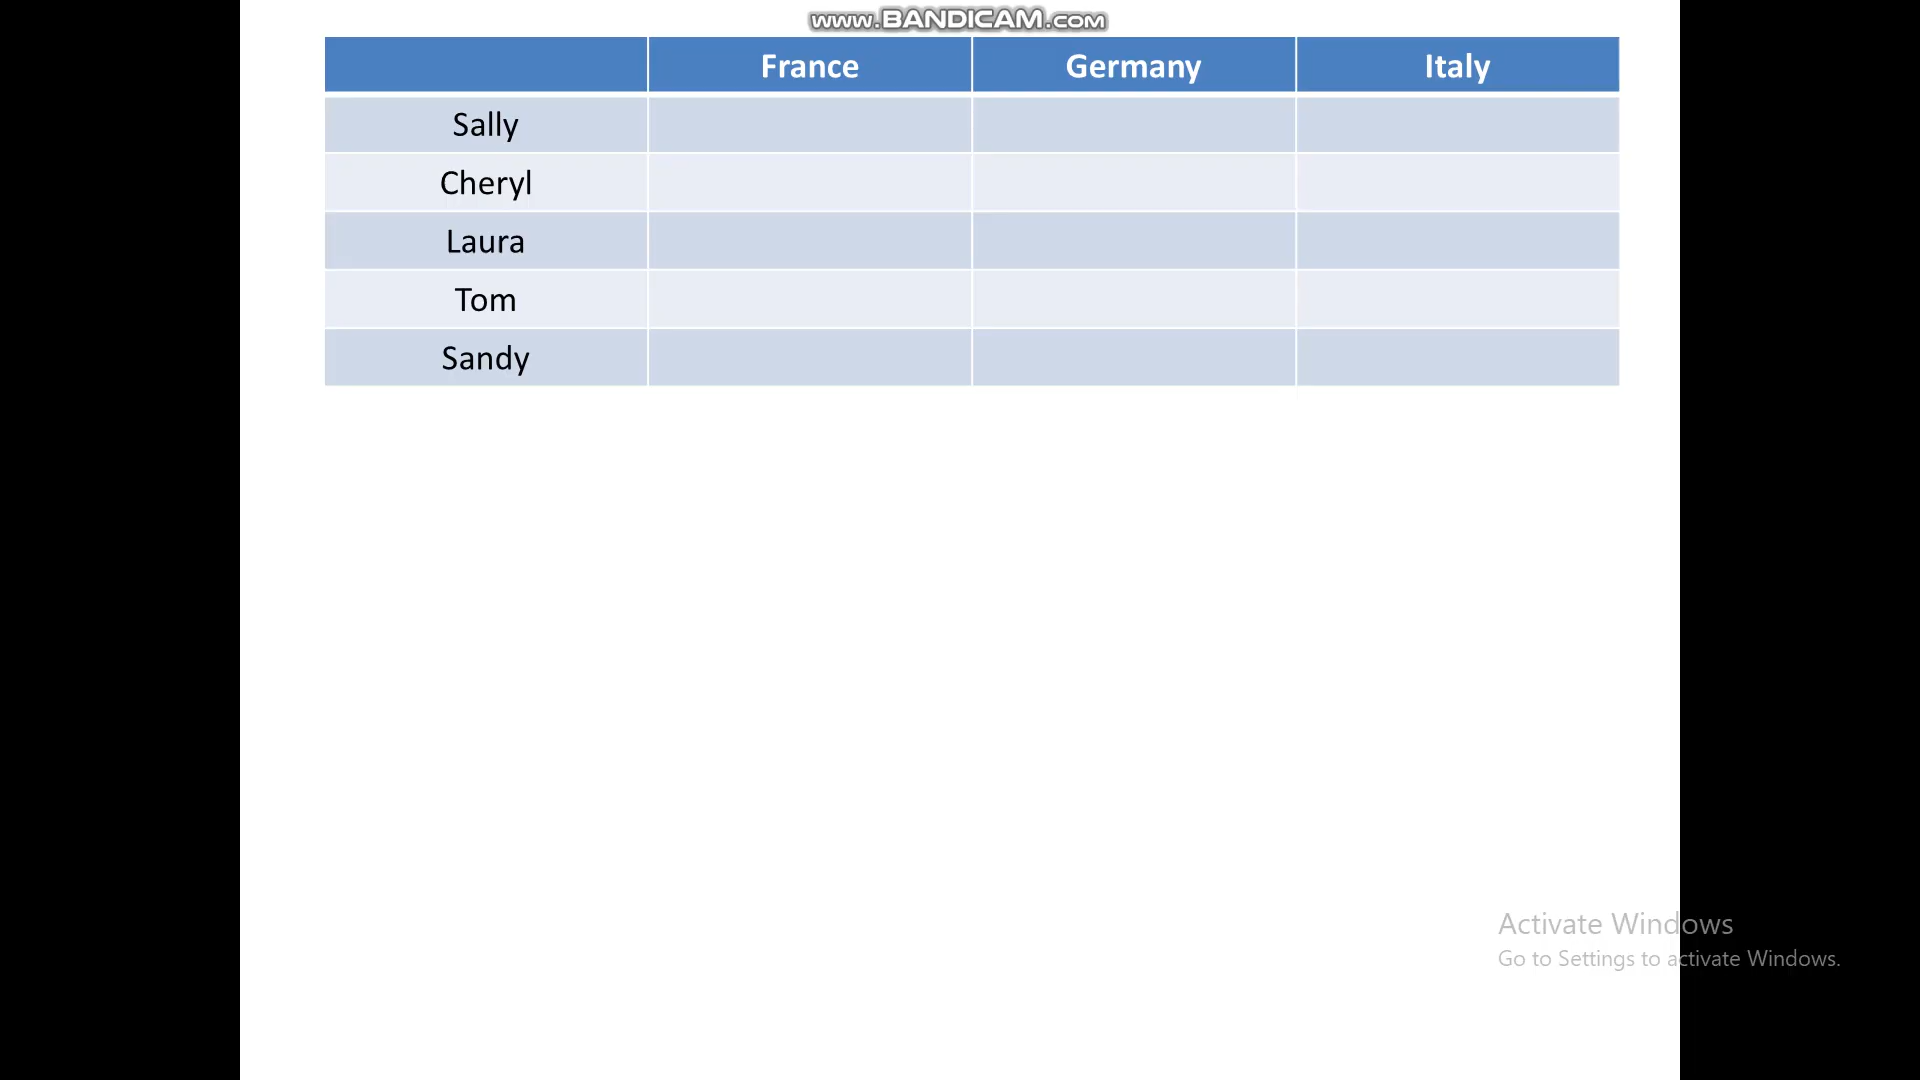 www.BANDICAM.com
France Germany Italy
Sally
Cheryl
Laura
Tom
Sandy
Activate Windows
Go to Settings to activate Windows.